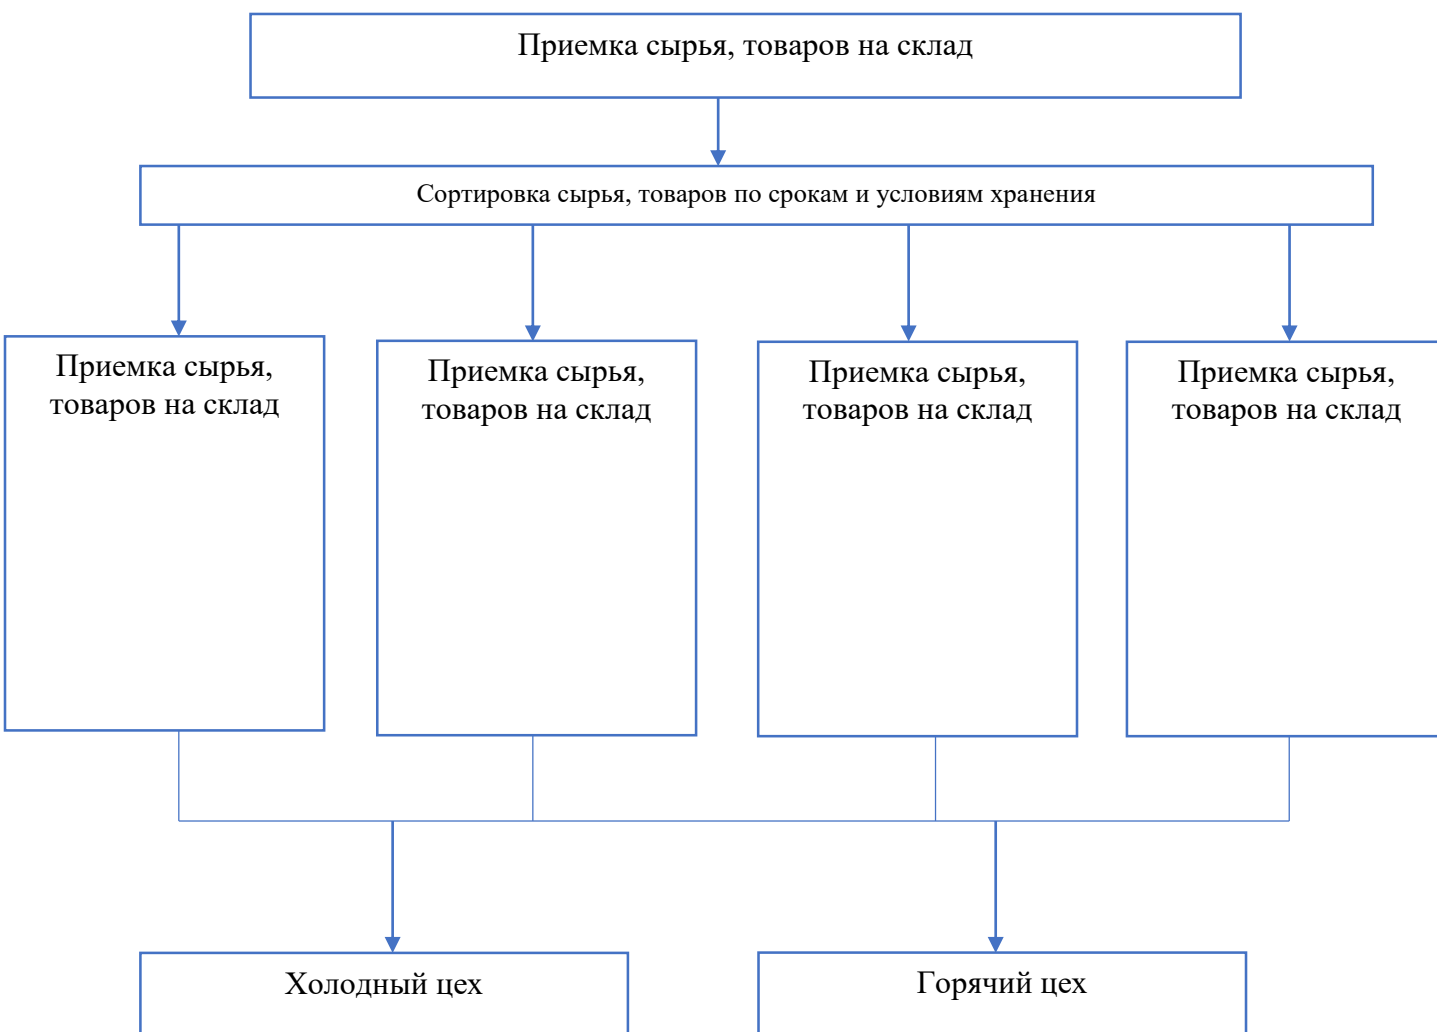 Приемка сырья, товаров на склад
Сортировка сырья, товаров по срокам и условиям хранения
Приемка сырья,
товаров на склад
Приемка сырья,
товаров на склад
Приемка сырья,
товаров на склад
Приемка сырья,
товаров на склад
Холодный цех
Горячий цех